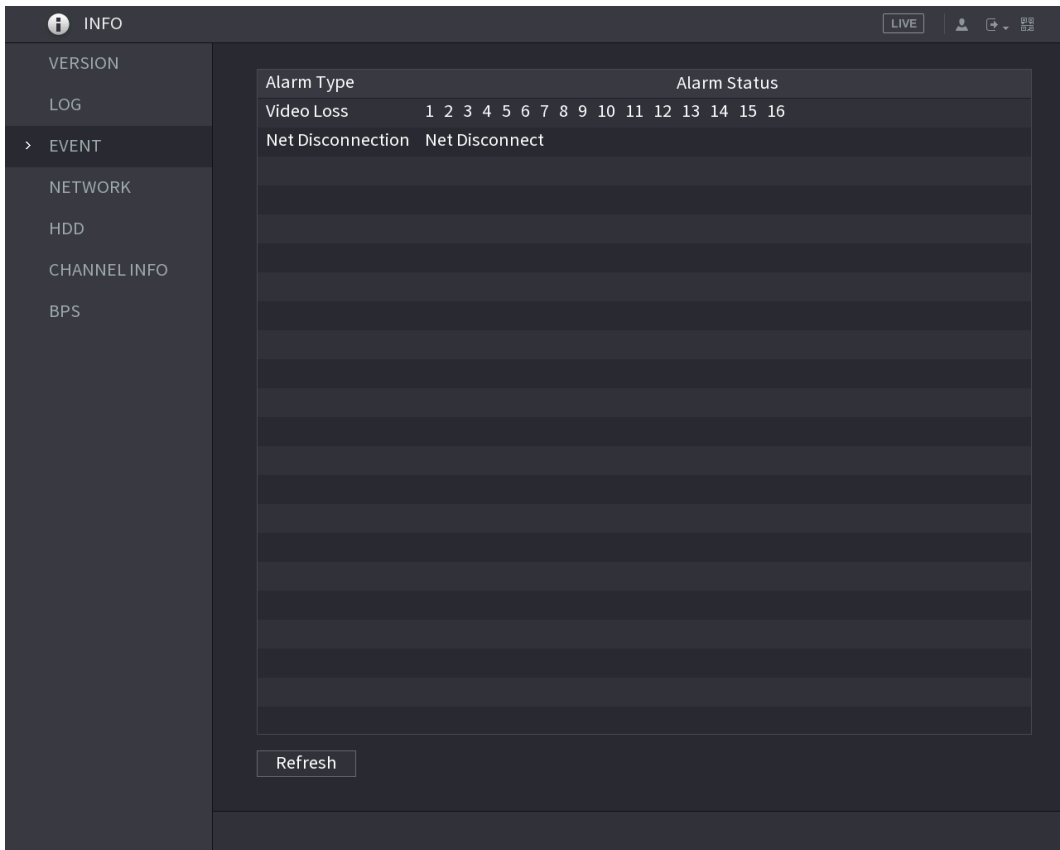 INFO LIVE
VERSION
LOG
EVENT
NETWORK
HDD
CHANNEL INFO
BPS
Alarm Type Alarm Status
Video Loss 1 2 3 4 5 6 7 8 9 10 11 12 13 14 15 16
Net Disconnection Net Disconnect
Refresh